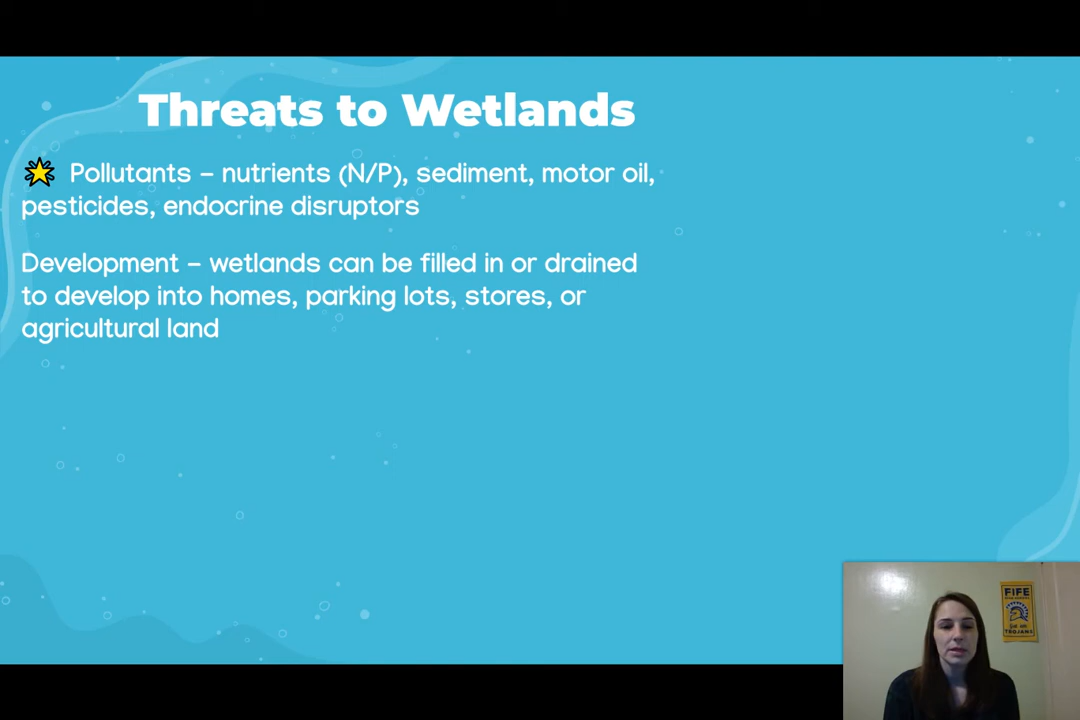 Threats to Wetlands
Pollutants – nutrients (N/P), sediment, motor oil,
pesticides, endocrine disruptors
Development – wetlands can be filled in or drained
to develop into homes, parking lots, stores, or
agricultural land
FIFE
TROJANS